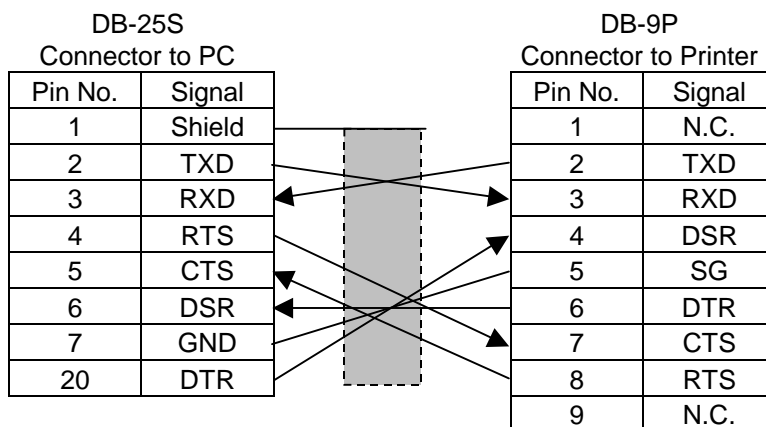 DB-25S
Connector to PC
Pin No. Signal
1 Shield
2 TXD
3 RXD
4 RTS
5 CTS
6 DSR
7 GND
20 DTR
DB-9P
Connector to Printer
Pin No. Signal
1 N.C.
2 TXD
3 RXD
4 DSR
5 SG
6 DTR
7 CTS
8 RTS
9 N.C.